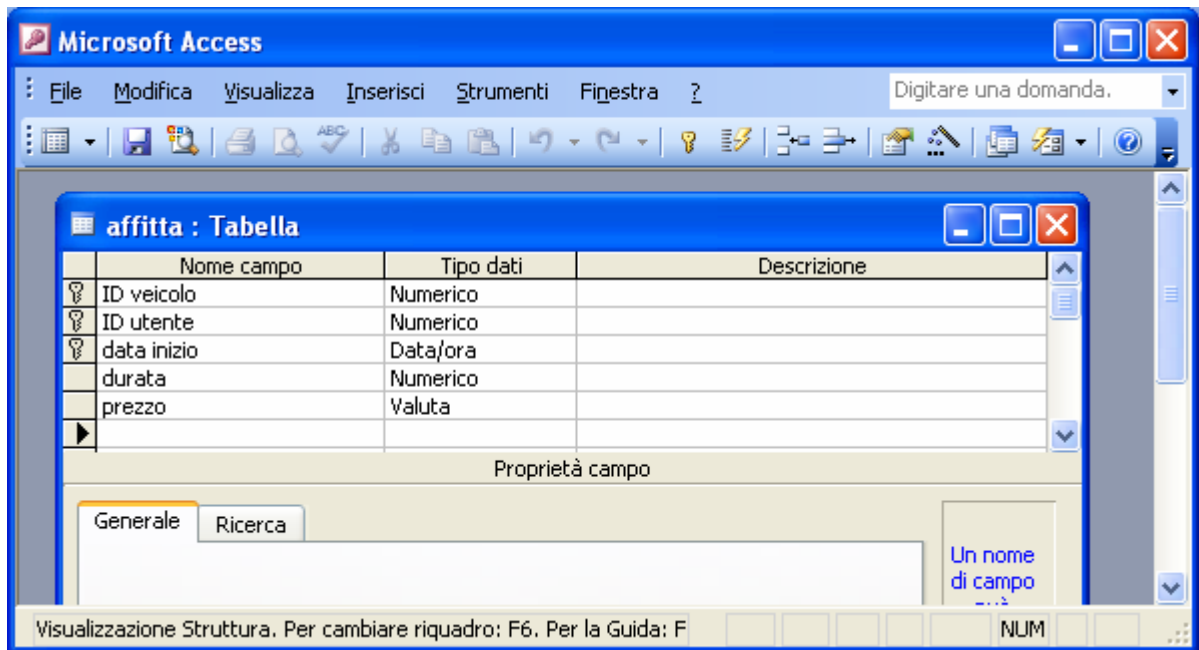 Microsoft Access
File Modifica Visualizza Inserisci Strumenti Finestra ? Digitare una domanda.
ABC
affitta : Tabella
Nome campo Tipo dati Descrizione
ID veicolo Numerico
ID utente Numerico
data inizio Data/ora
durata Numerico
prezzo Valuta
Proprietà campo
Generale Ricerca
Un nome
di campo
Visualizzazione Struttura. Per cambiare riquadro: F6. Per la Guida: F NUM